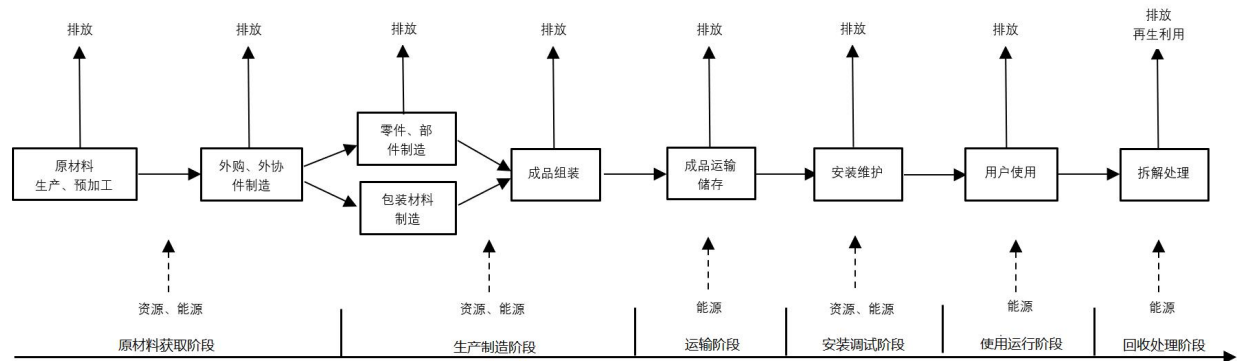 排放
排放
排放
排放
排放
排放
排放
排放
再生利用
原材料
生产、预加工
外购、外协
件制造
零件、部
件制造
包装材料
制造
成品组装
成品运输
储存
安装维护
用户使用
拆解处理
资源、能源
资源、能源
能源
资源、能源
能源
能源
原材料获取阶段
生产制造阶段
运输阶段
安装调试阶段
使用运行阶段
回收处理阶段